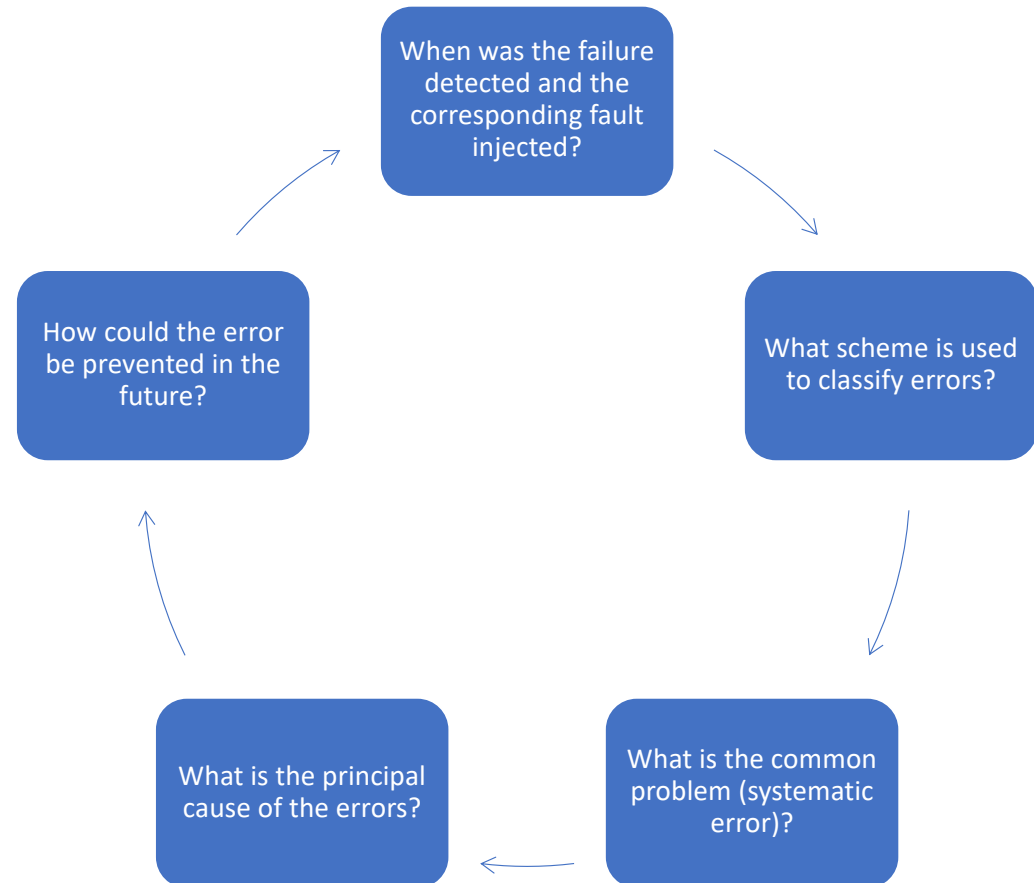 When was the failure
detected and the
corresponding fault
injected?
What scheme is used
to classify errors?
What is the common
problem (systematic
error)?
What is the principal
cause of the errors?
How could the error
be prevented in the
future?